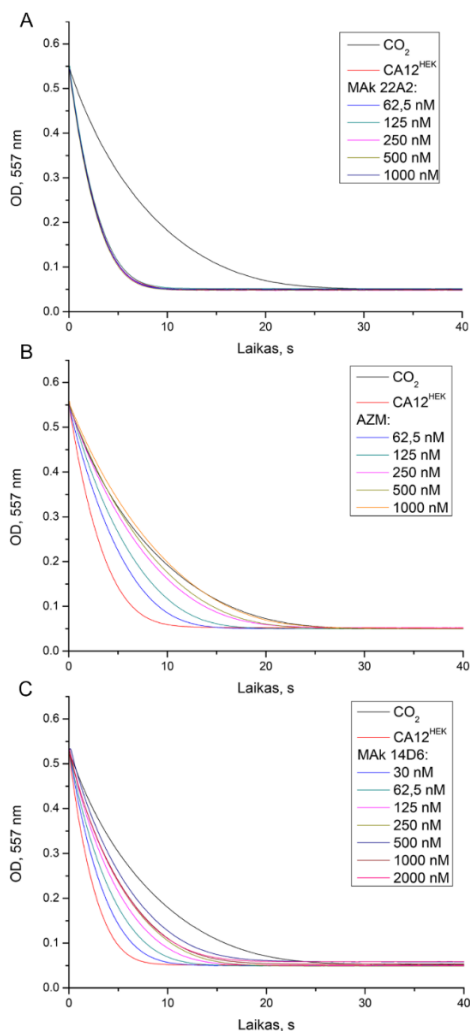 A
OD, 557 nm
0.6
0.5
0.4
0.3
0.2
0.1
0.0
CO2
CA12HEK
MAk 22A2:
62,5 nM
125 nM
250 nM
500 nM
1000 nM
0 10 20 30 40
Laikas, s
B
OD, 557 nm
0.6
0.5
0.4
0.3
0.2
0.1
0.0
CO2
CA12HEK
AZM:
62,5 nM
125 nM
250 nM
500 nM
1000 nM
0 10 20 30 40
Laikas, s
C
OD, 557 nm
0.6
0.5
0.4
0.3
0.2
0.1
0.0
CO2
CA12HEK
MAk 14D6:
30 nM
62,5 nM
125 nM
250 nM
500 nM
1000 nM
2000 nM
0 10 20 30 40
Laikas, s